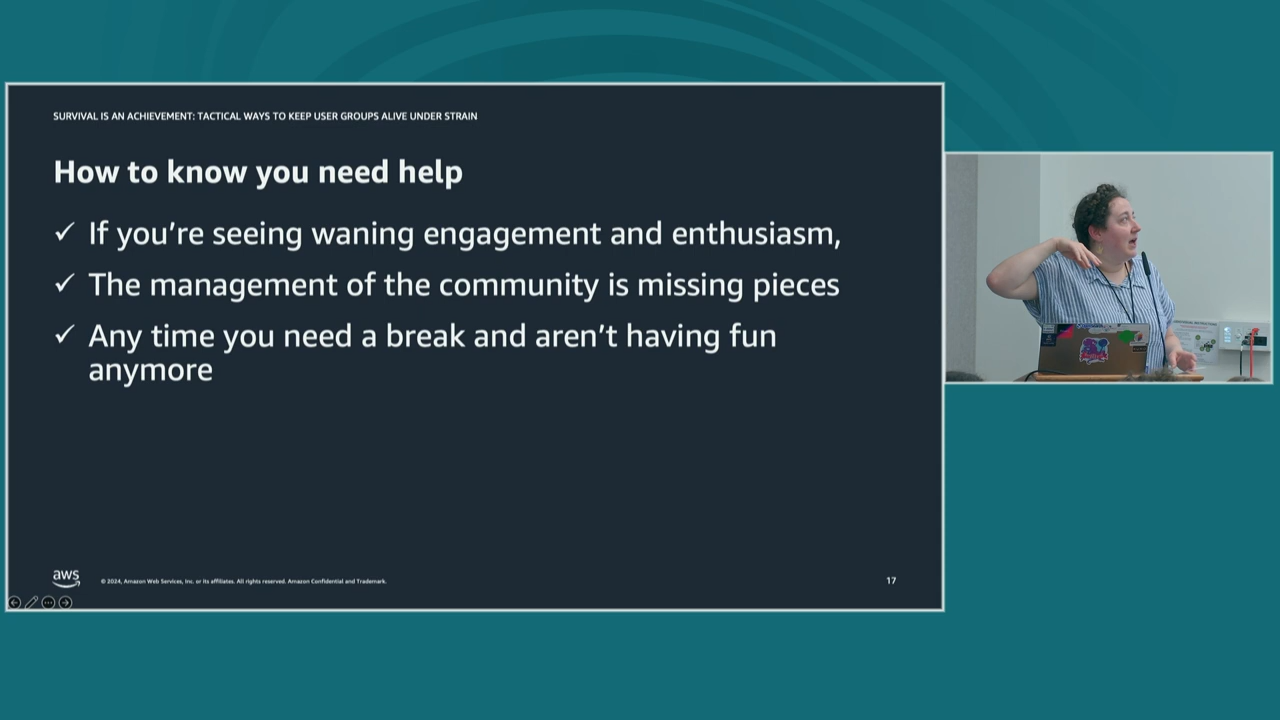 SURVIVAL IS AN ACHIEVEMENT: TACTICAL WAYS TO KEEP USER GROUPS ALIVE UNDER STRAIN
How to know you need help
✓ If you’re seeing waning engagement and enthusiasm,
✓ The management of the community is missing pieces
✓ Any time you need a break and aren’t having fun
anymore
aws
© 2024, Amazon Web Services, Inc. or its affiliates. All rights reserved. Amazon Confidential and Trademark.
17